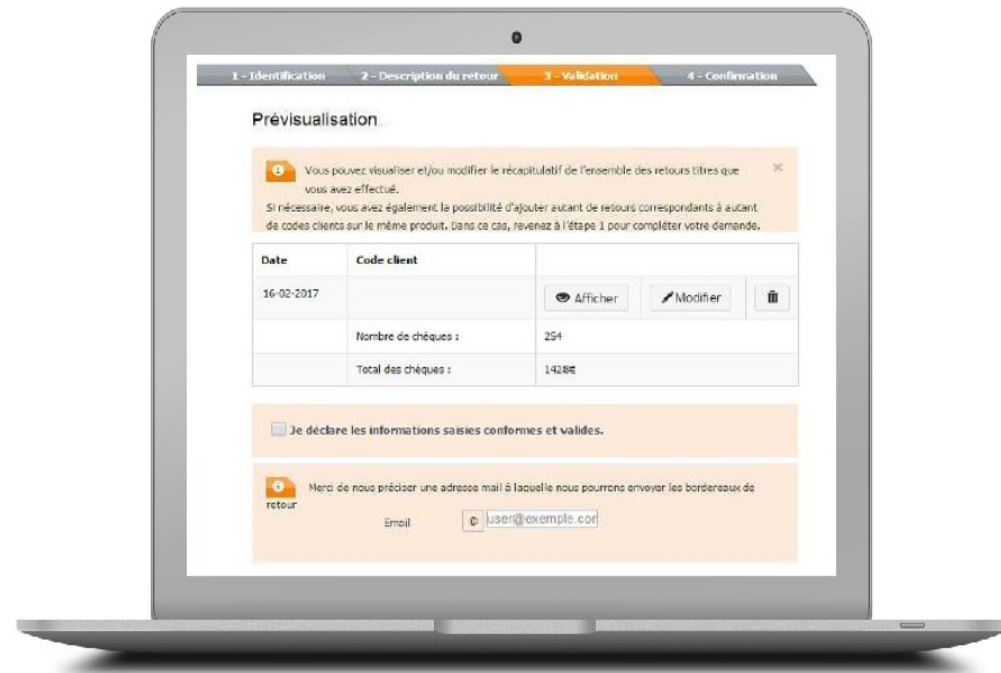 1 - Identification 2 - Description du retour 3 - Validation 4 - Confirmation
Prévisualisation
Vous pouvez visualiser et/ou modifier le récapitulatif de l'ensemble des retours titres que
vous avez effectué.
Si nécessaire, vous avez également la possibilité d'ajouter autant de retours correspondants à autant
de codes clients sur le même produit. Dans ce cas, revenez à l'étape 1 pour compléter votre demande.
Date Code client
16-02-2017 Afficher Modifier
Nombre de chèques : 254
Total des chèques : 1428€
Je déclare les informations saisies conformes et valides.
Merci de nous préciser une adresse mail à laquelle nous pourrons envoyer les bordereaux de
retour
Email @ user@exemple.com